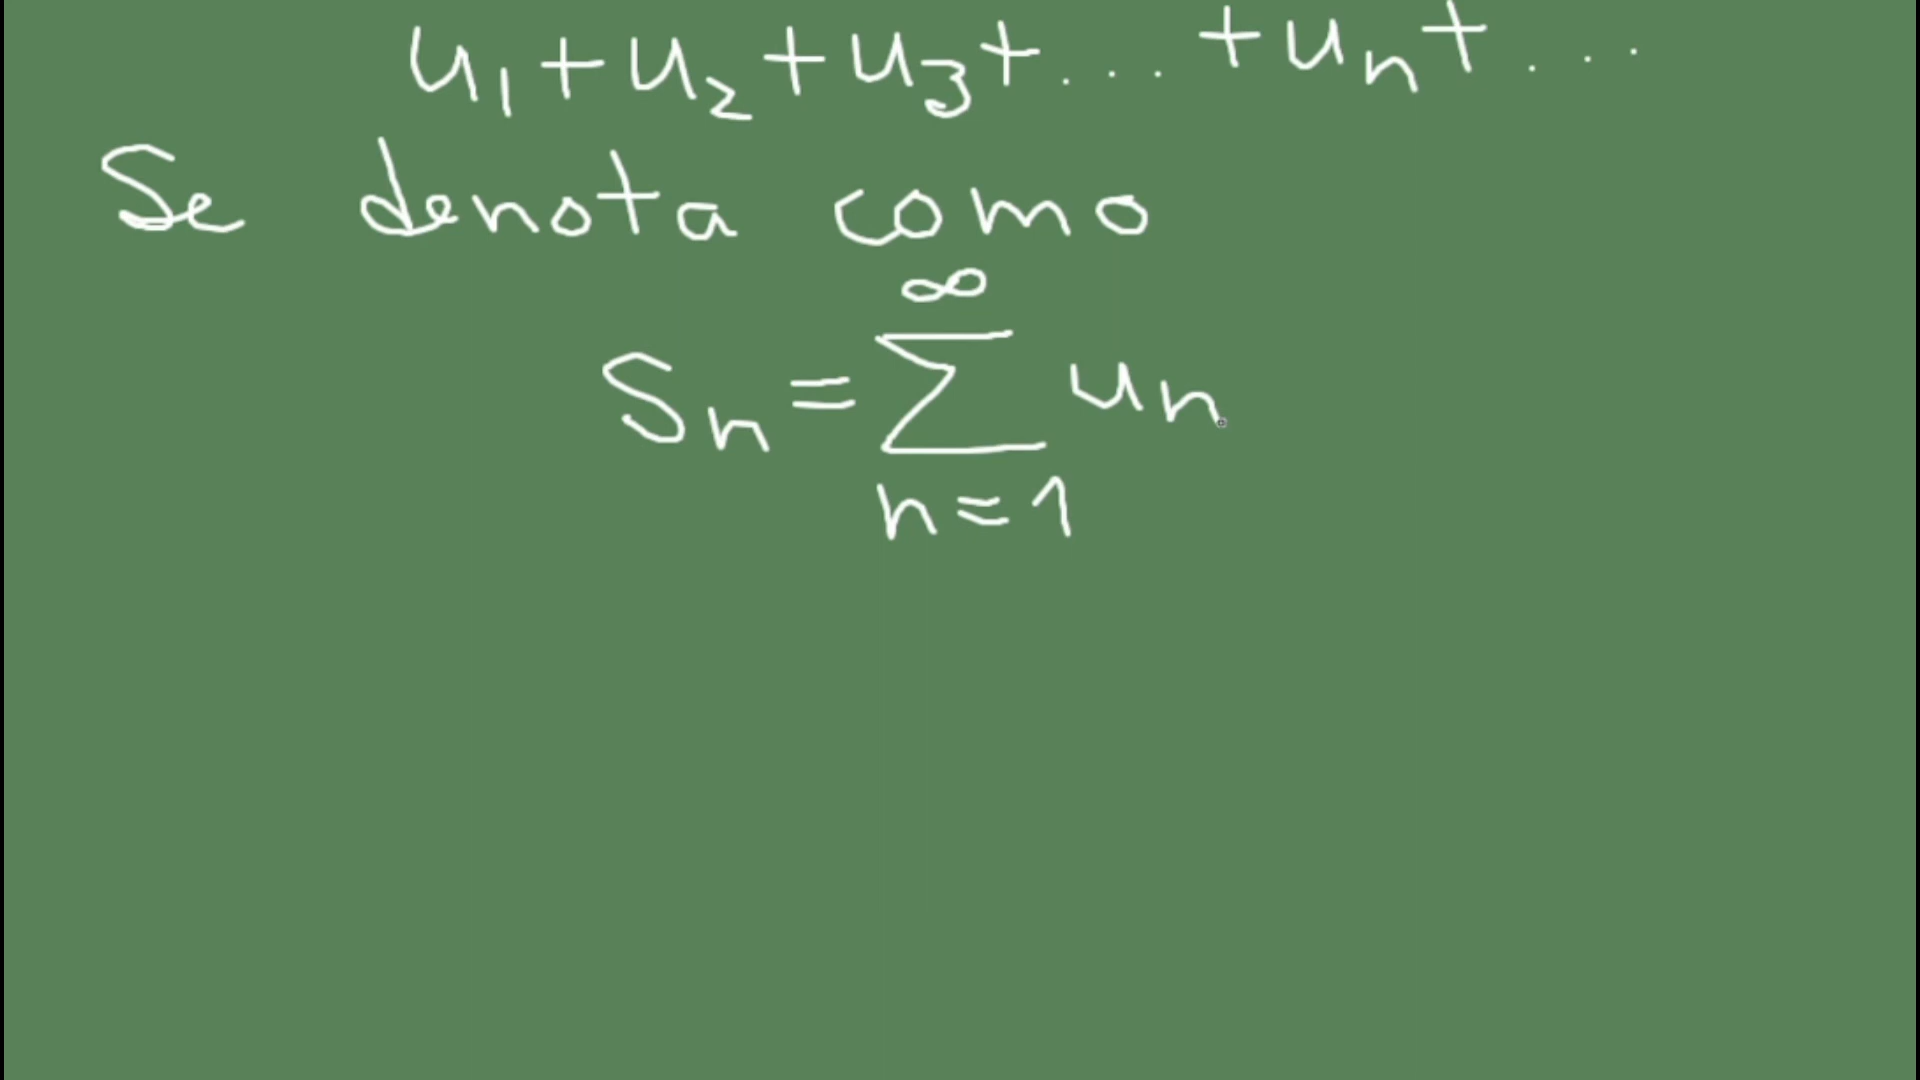 u₁+u₂+u₃+...+uₙ+...
Se denota como
∞
Sₙ=∑uₙ
n=1